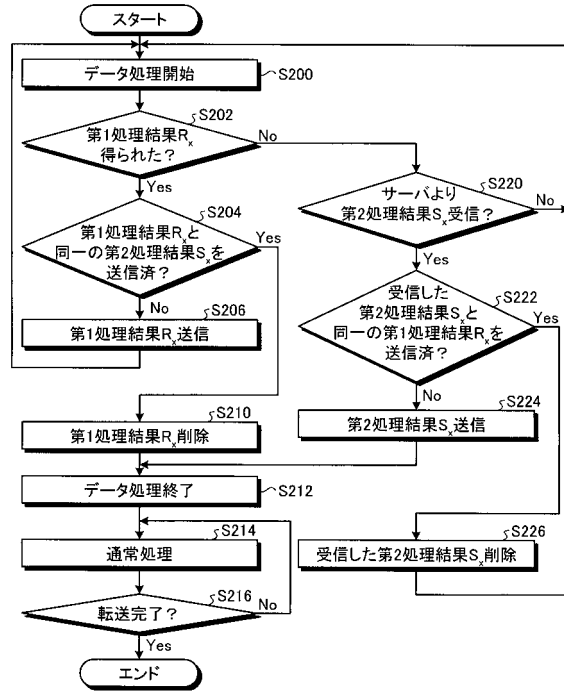 スタート
データ処理開始
S200
S202
第1処理結果Rx
得られた?
No
Yes
S204
第1処理結果Rxと
同一の第2処理結果Sxを
送信済?
Yes
No
S206
第1処理結果Rx送信
S220
サーバより
第2処理結果Sx受信?
No
Yes
S222
受信した
第2処理結果Sxと
同一の第1処理結果Rxを
送信済?
Yes
No
S224
第2処理結果Sx送信
S210
第1処理結果Rx削除
データ処理終了
S212
S214
通常処理
S226
受信した第2処理結果Sx削除
S216
転送完了?
No
Yes
エンド